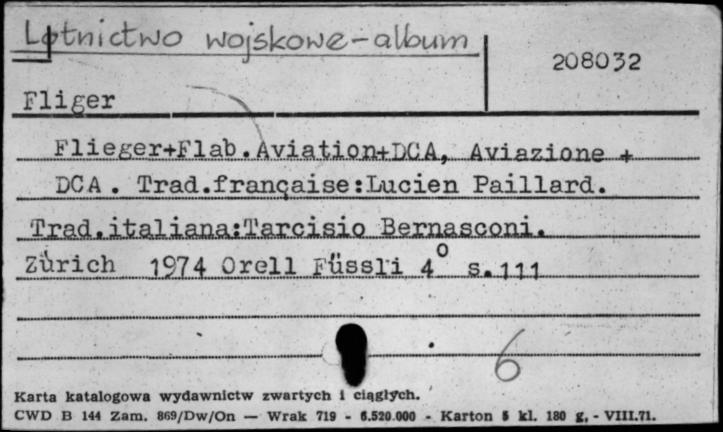 Lotnictwo wojskowe-album
208032
Fliger
Flieger+Flab.Aviation+DCA, Aviazione +
DCA. Trad.française:Lucien Paillard.
Trad.italiana:Tarcisio Bernasconi.
Zürich 1974 Orell Füssli 4° s.111
6
Karta katalogowa wydawnictw zwartych i ciągłych.
CWD B 144 Zam. 869/Dw/On — Wrak 719 - 6.520.000 - Karton 5 kl. 180 g. - VIII.71.